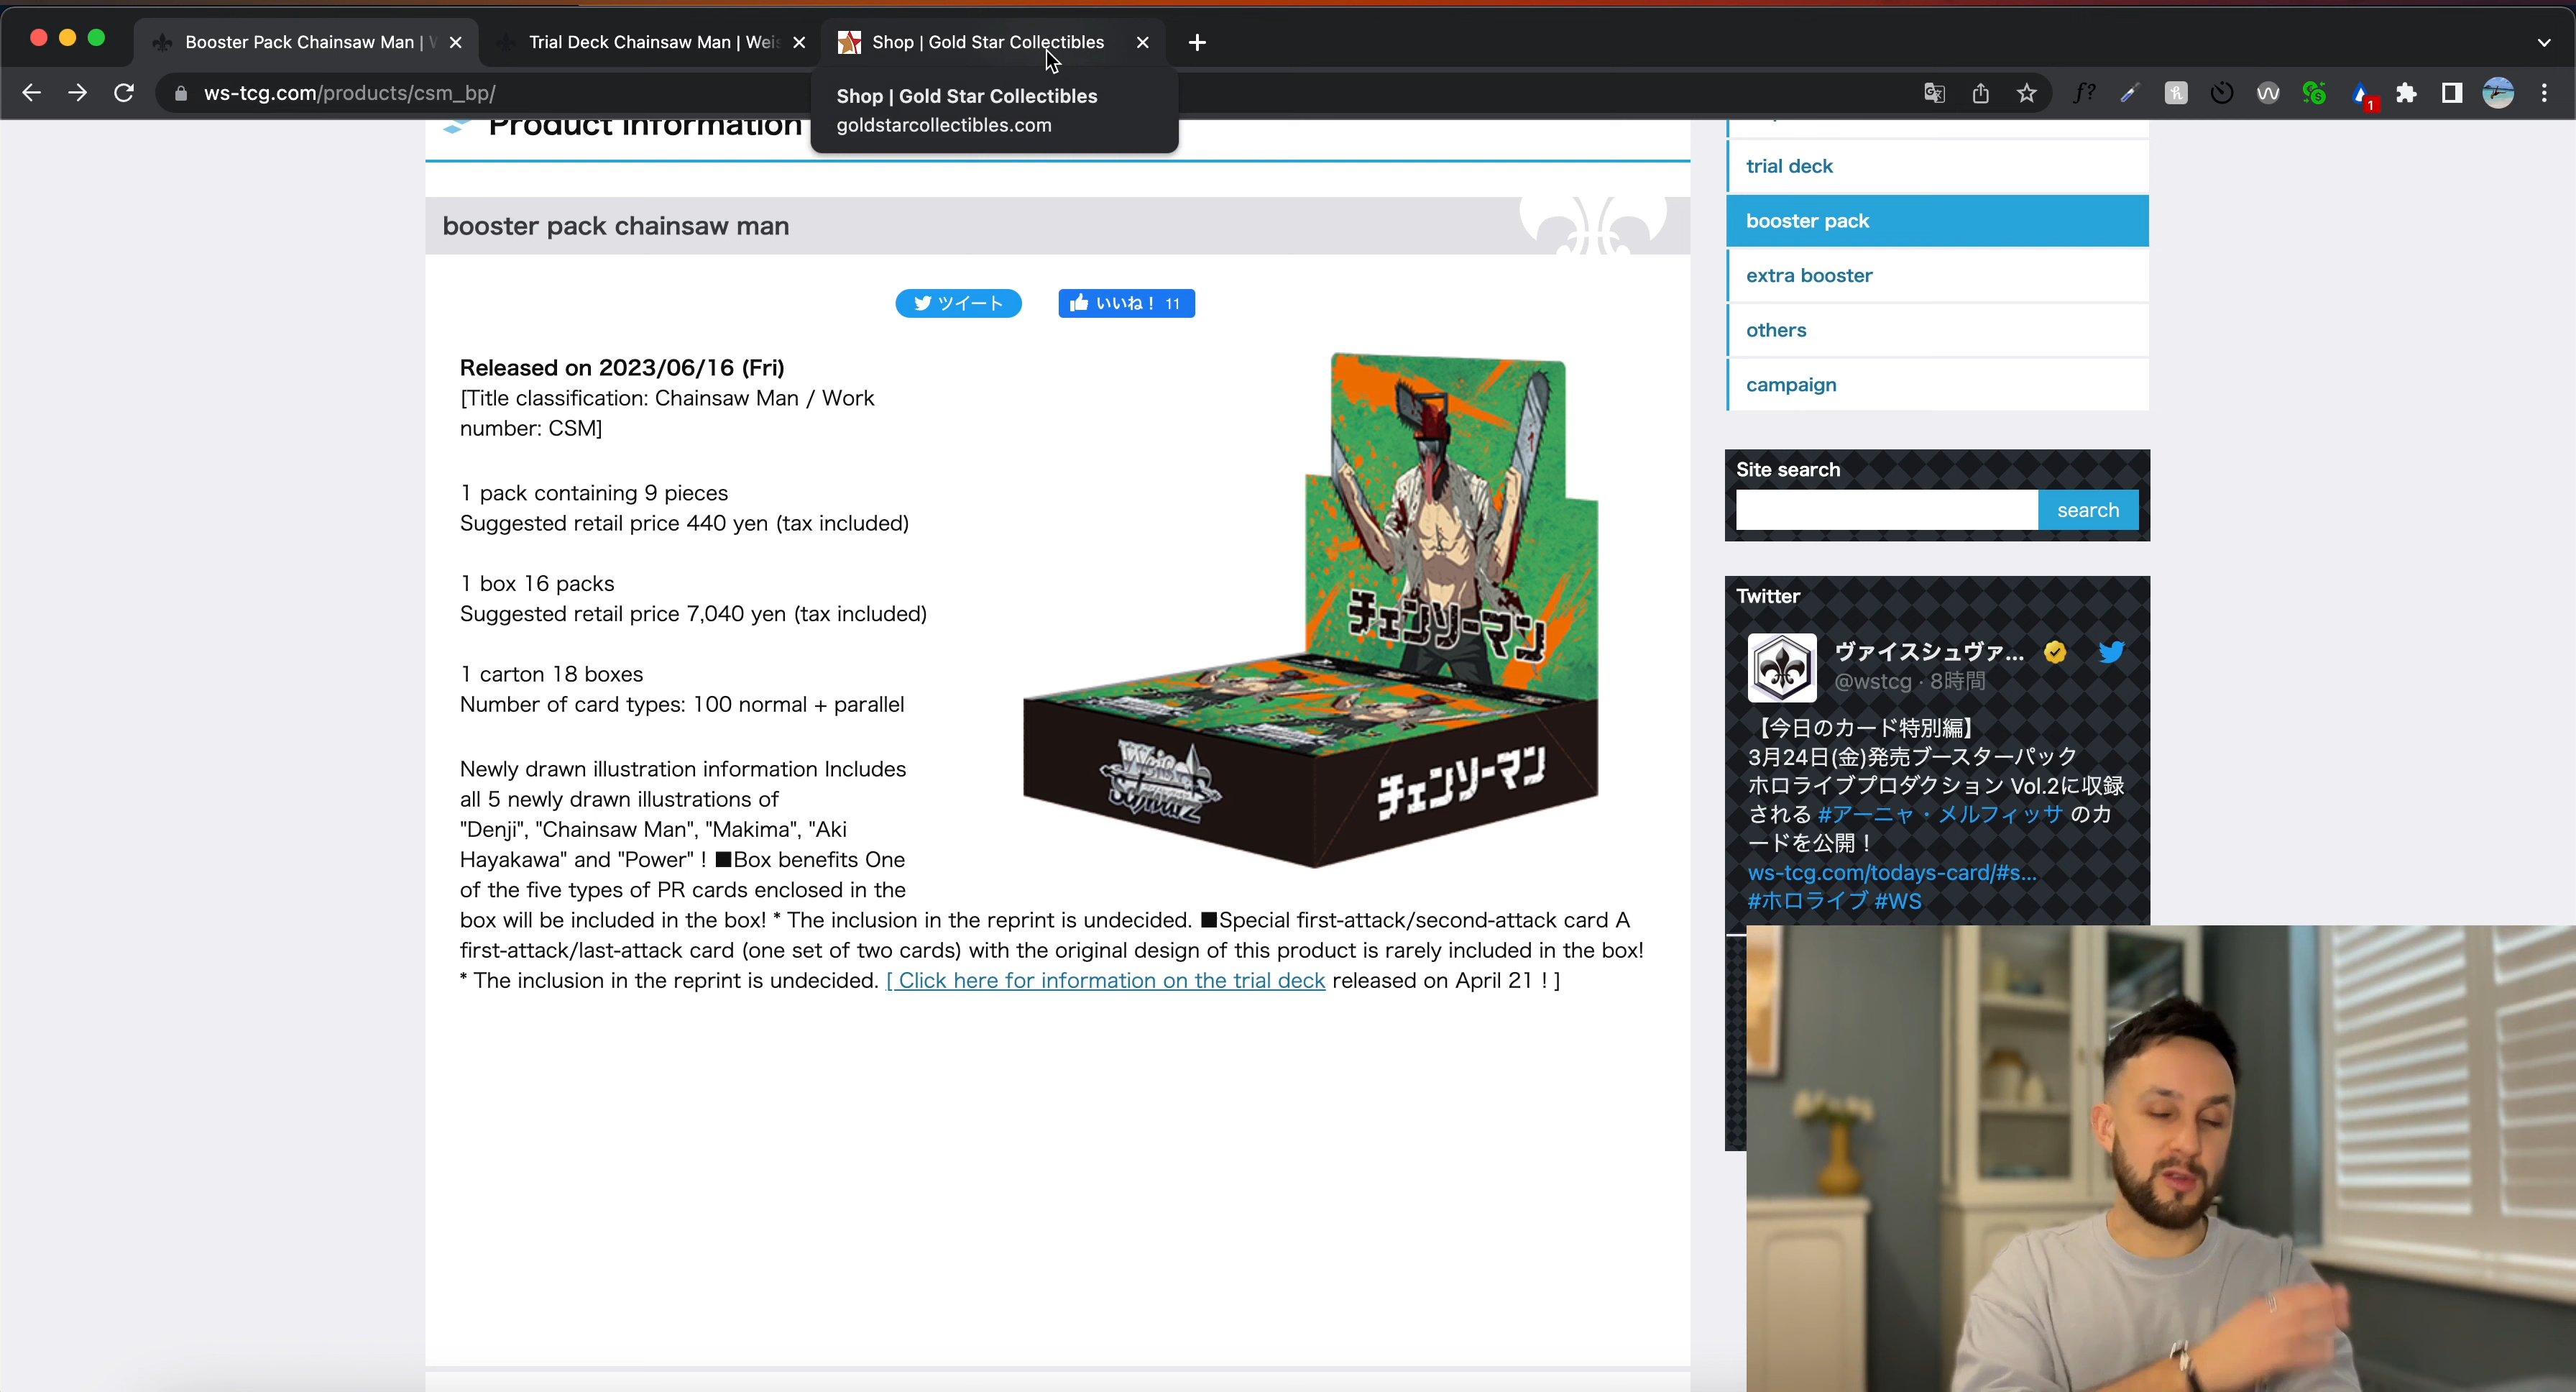 Booster Pack Chainsaw Man |
Trial Deck Chainsaw Man | Weis
Shop | Gold Star Collectibles
ws-tcg.com/products/csm_bp/
1
Shop | Gold Star Collectibles
goldstarcollectibles.com
Product Information
booster pack chainsaw man
ツイート
いいね！ 11
Released on 2023/06/16 (Fri)
[Title classification: Chainsaw Man / Work
number: CSM]
1 pack containing 9 pieces
Suggested retail price 440 yen (tax included)
1 box 16 packs
Suggested retail price 7,040 yen (tax included)
1 carton 18 boxes
Number of card types: 100 normal + parallel
Newly drawn illustration information Includes
all 5 newly drawn illustrations of
"Denji", "Chainsaw Man", "Makima", "Aki
Hayakawa" and "Power" ! ■Box benefits One
of the five types of PR cards enclosed in the
box will be included in the box! * The inclusion in the reprint is undecided. ■Special first-attack/second-attack card A
first-attack/last-attack card (one set of two cards) with the original design of this product is rarely included in the box!
* The inclusion in the reprint is undecided. [ Click here for information on the trial deck released on April 21 ! ]
チェンソーマン
Weiß Schwarz
チェンソーマン
trial deck
booster pack
extra booster
others
campaign
Site search
search
Twitter
ヴァイスシュヴァ...
@wstcg · 8時間
【今日のカード特別編】
3月24日(金)発売ブースターパック
ホロライブプロダクション Vol.2に収録
される #アーニャ・メルフィッサ のカ
ードを公開！
ws-tcg.com/todays-card/#s...
#ホロライブ #WS